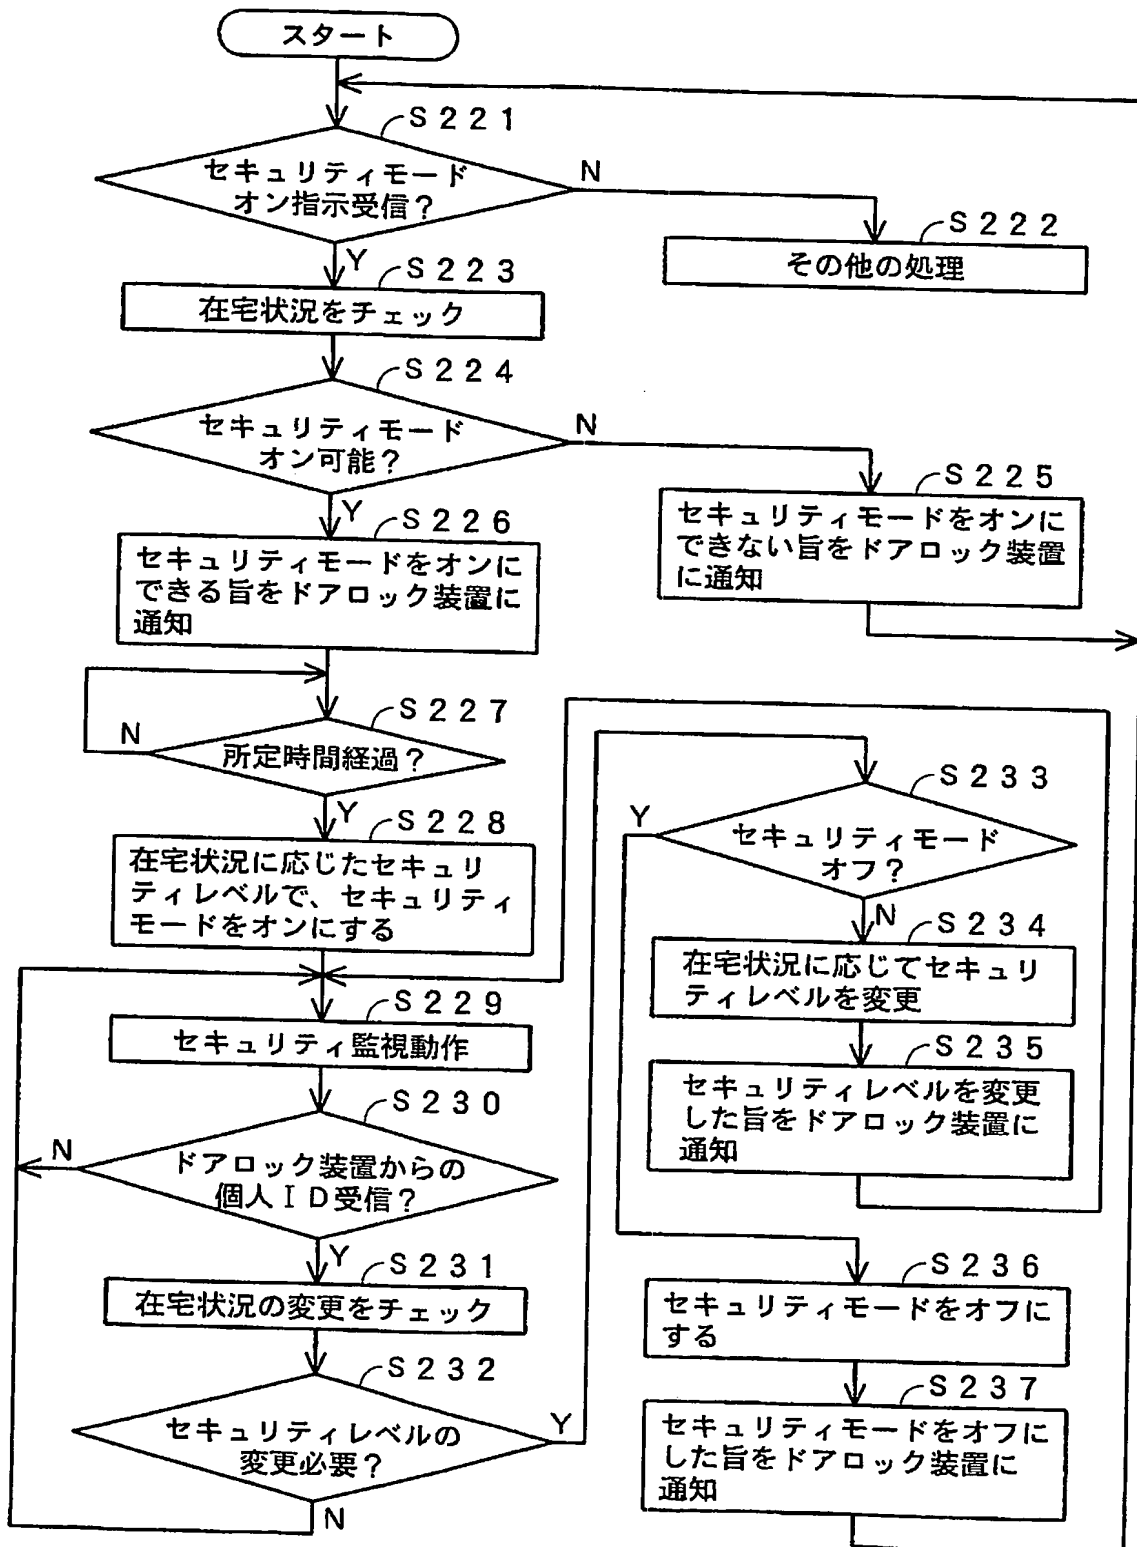 スタート
S221
セキュリティモード
オン指示受信？
N
Y
S222
その他の処理
S223
在宅状況をチェック
S224
セキュリティモード
オン可能？
N
Y
S225
セキュリティモードをオンに
できない旨をドアロック装置
に通知
S226
セキュリティモードをオンに
できる旨をドアロック装置に
通知
S227
所定時間経過？
N
Y
S228
在宅状況に応じたセキュリ
ティレベルで、セキュリティ
モードをオンにする
S229
セキュリティ監視動作
S230
ドアロック装置からの
個人ＩＤ受信？
N
Y
S231
在宅状況の変更をチェック
S232
セキュリティレベルの
変更必要？
Y
N
S233
セキュリティモード
オフ？
Y
N
S234
在宅状況に応じてセキュリ
ティレベルを変更
S235
セキュリティレベルを変更
した旨をドアロック装置に
通知
S236
セキュリティモードをオフに
する
S237
セキュリティモードをオフに
した旨をドアロック装置に
通知